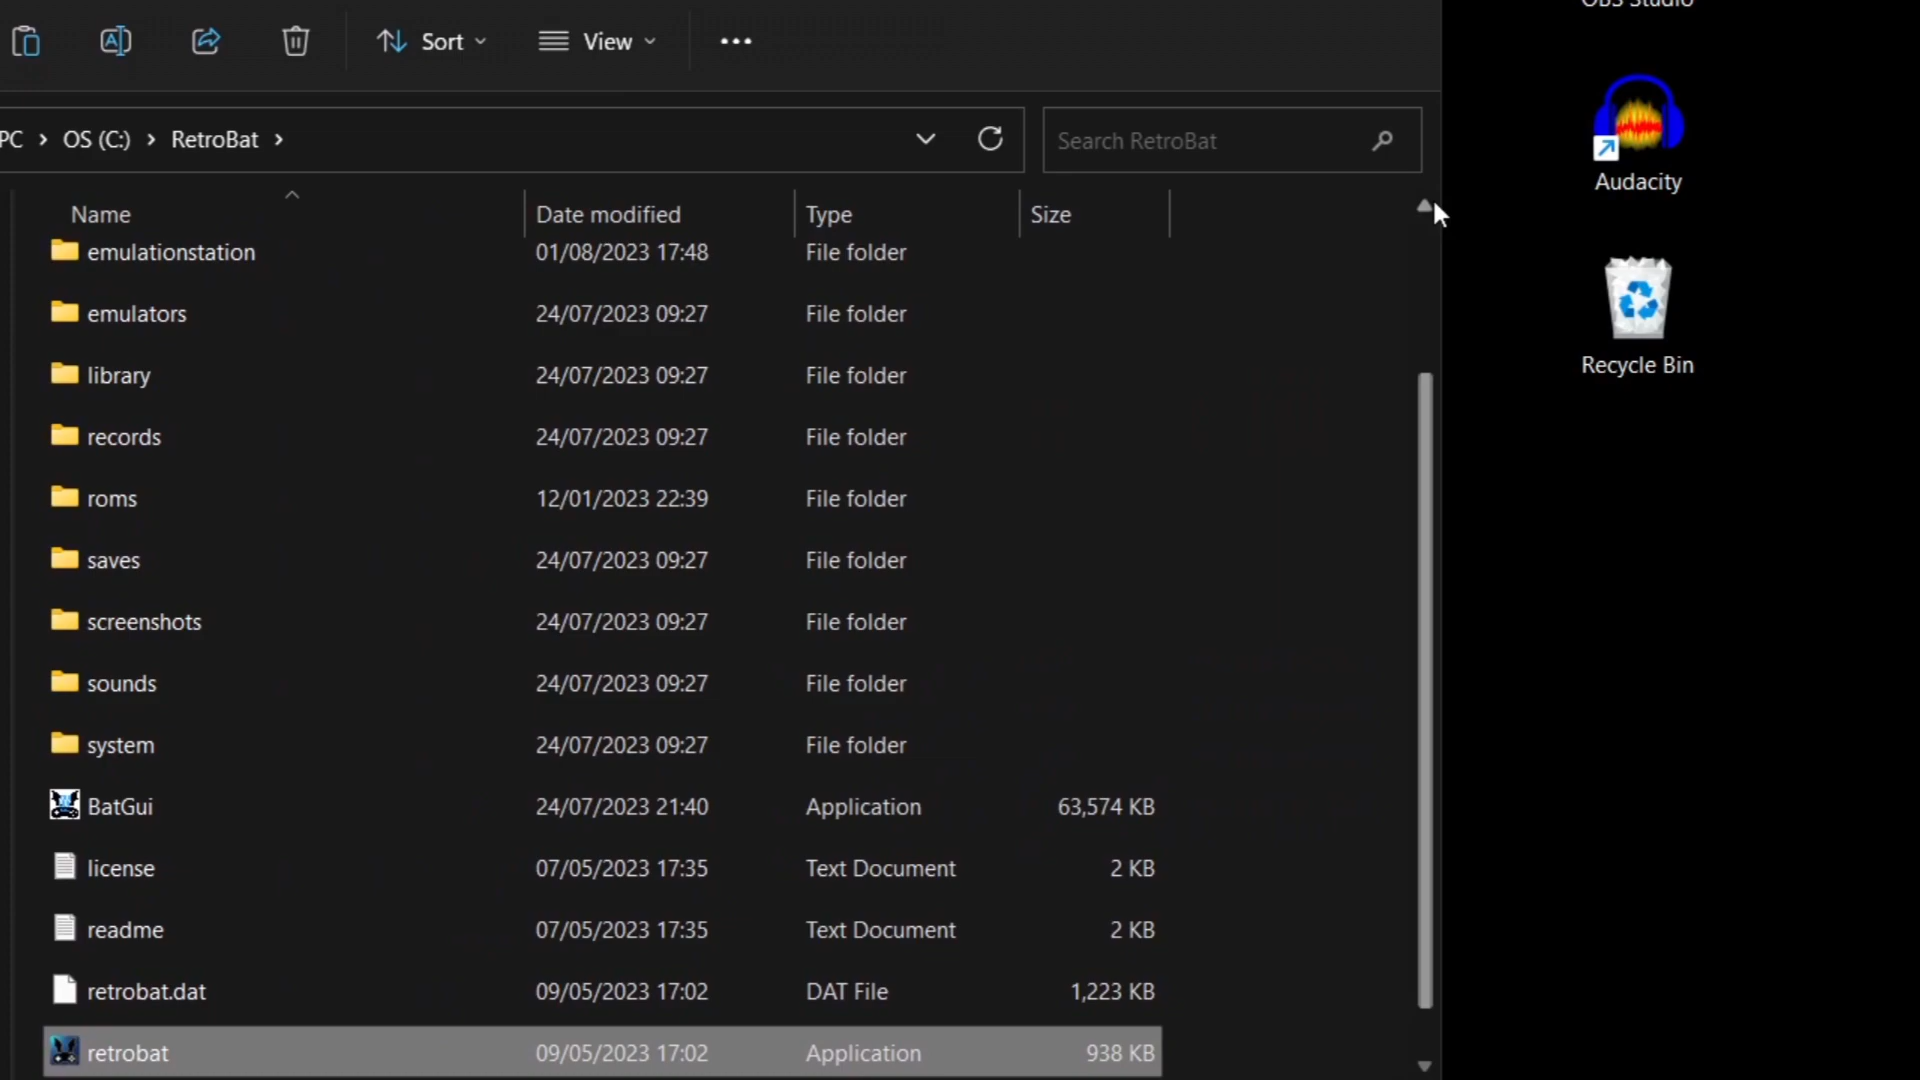 OBS Studio
Sort
View
PC > OS (C:) > RetroBat >
Search RetroBat
Audacity
Recycle Bin
Name Date modified Type Size
emulationstation 01/08/2023 17:48 File folder
emulators 24/07/2023 09:27 File folder
library 24/07/2023 09:27 File folder
records 24/07/2023 09:27 File folder
roms 12/01/2023 22:39 File folder
saves 24/07/2023 09:27 File folder
screenshots 24/07/2023 09:27 File folder
sounds 24/07/2023 09:27 File folder
system 24/07/2023 09:27 File folder
BatGui 24/07/2023 21:40 Application 63,574 KB
license 07/05/2023 17:35 Text Document 2 KB
readme 07/05/2023 17:35 Text Document 2 KB
retrobat.dat 09/05/2023 17:02 DAT File 1,223 KB
retrobat 09/05/2023 17:02 Application 938 KB